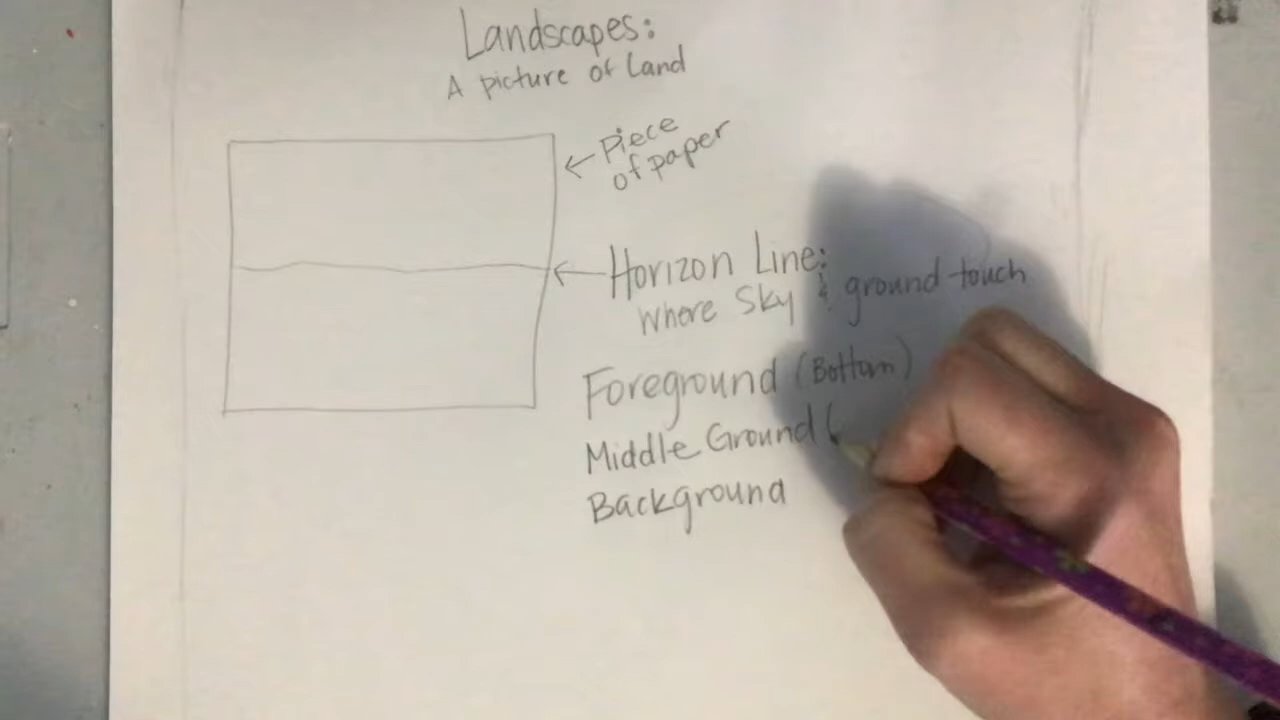 Landscapes:
A picture of Land
← Piece
of paper
← Horizon Line:
Where Sky & ground touch
Foreground (Bottom)
Middle Ground (
Background